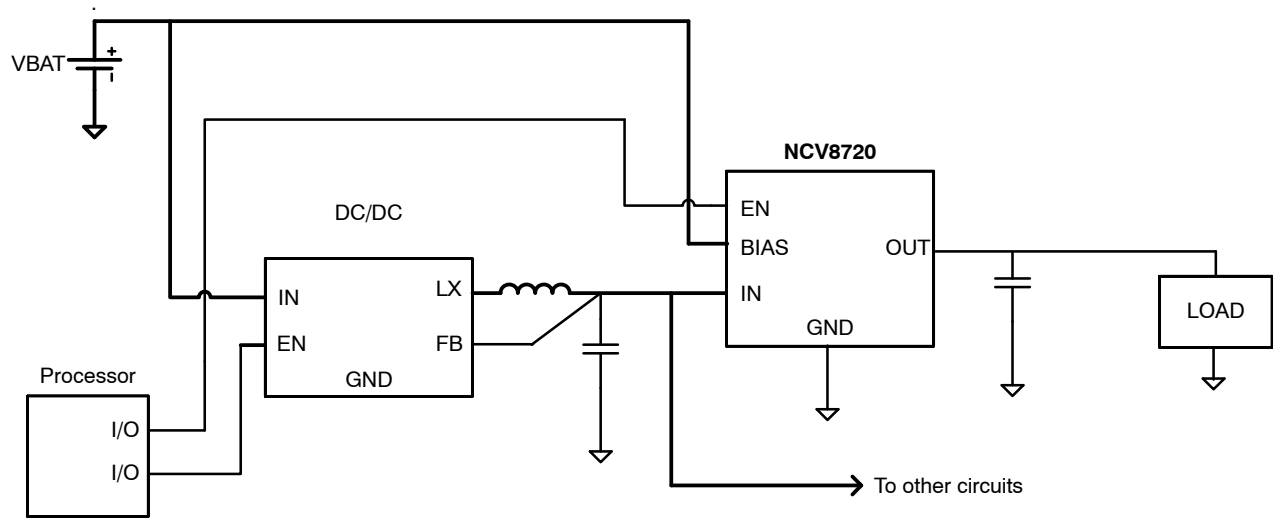 VBAT
+
NCV8720
EN
DC/DC
BIAS
OUT
IN
LX
IN
LOAD
GND
EN
FB
GND
Processor
I/O
I/O
To other circuits